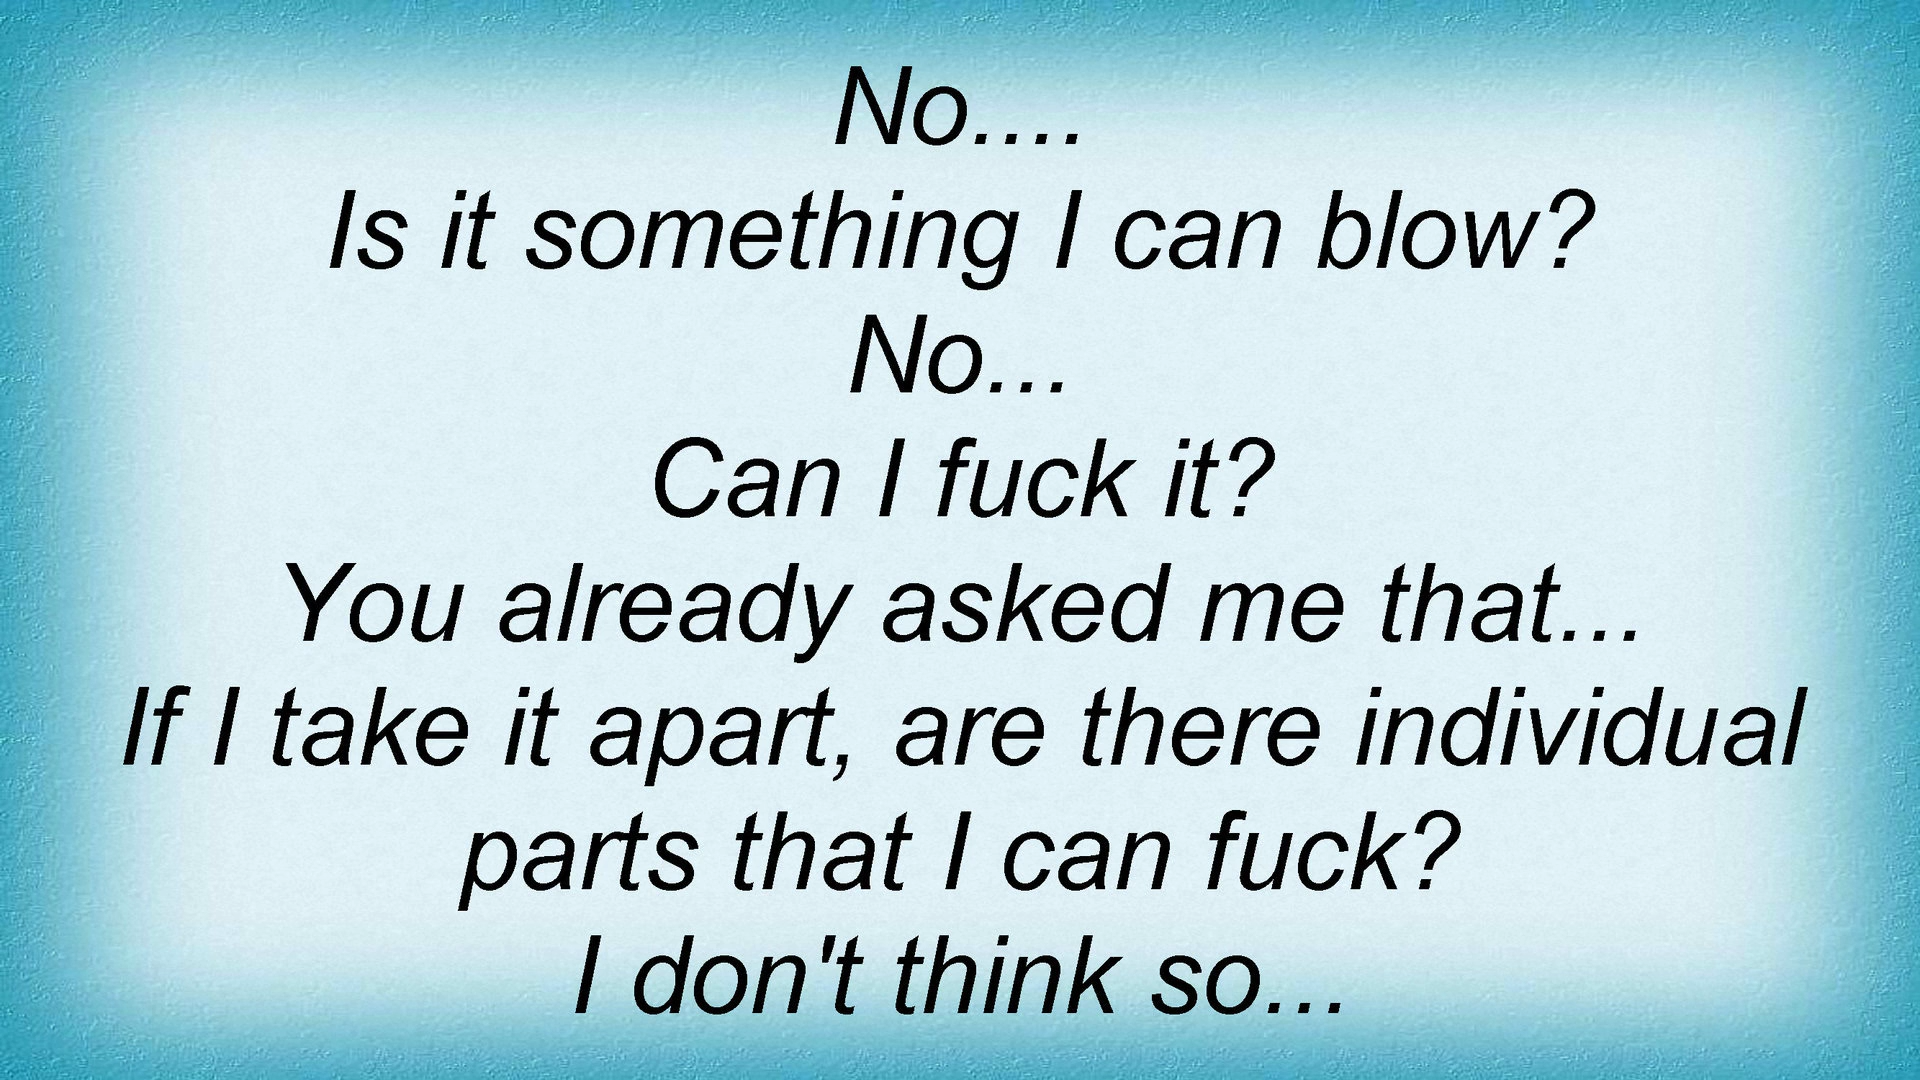 No....
Is it something I can blow?
No...
Can I fuck it?
You already asked me that...
If I take it apart, are there individual
parts that I can fuck?
I don't think so...